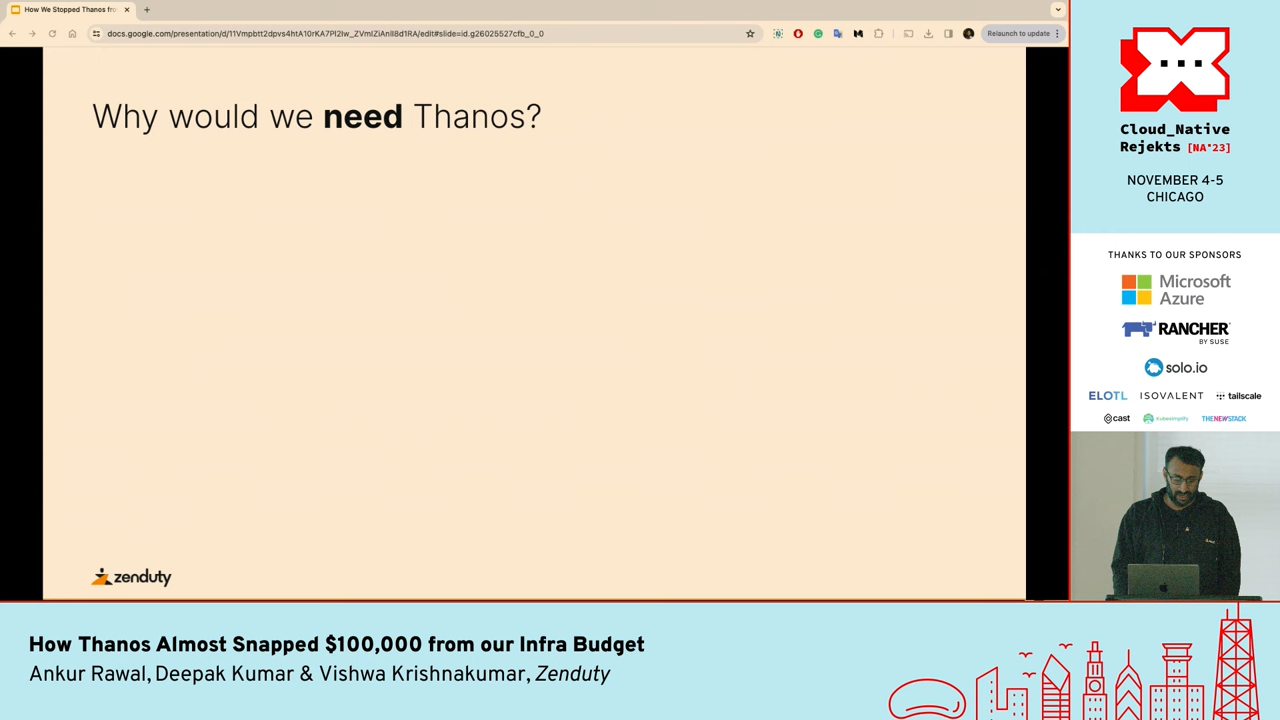 How We Stopped Thanos fro
docs.google.com/presentation/d/11Vmpbtt2dpvs4htA10rKA7Pl2Iw_ZVmlZiAnIl8d1RA/edit#slide=id.g26025527cfb_0_0
Relaunch to update
Why would we need Thanos?
zenduty
Cloud_Native
Rejekts [NA'23]
NOVEMBER 4-5
CHICAGO
THANKS TO OUR SPONSORS
Microsoft
Azure
RANCHER
BY SUSE
solo.io
ELOTL
ISOVALENT
tailscale
cast
kubesimplify
THENEWSTACK
How Thanos Almost Snapped $100,000 from our Infra Budget
Ankur Rawal, Deepak Kumar & Vishwa Krishnakumar, Zenduty